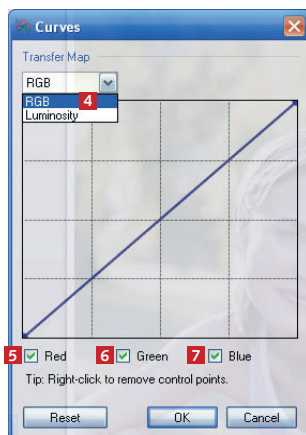 Curves
Transfer Map
RGB
RGB 4
Luminosity
5 Red 6 Green 7 Blue
Tip: Right-click to remove control points.
Reset OK Cancel